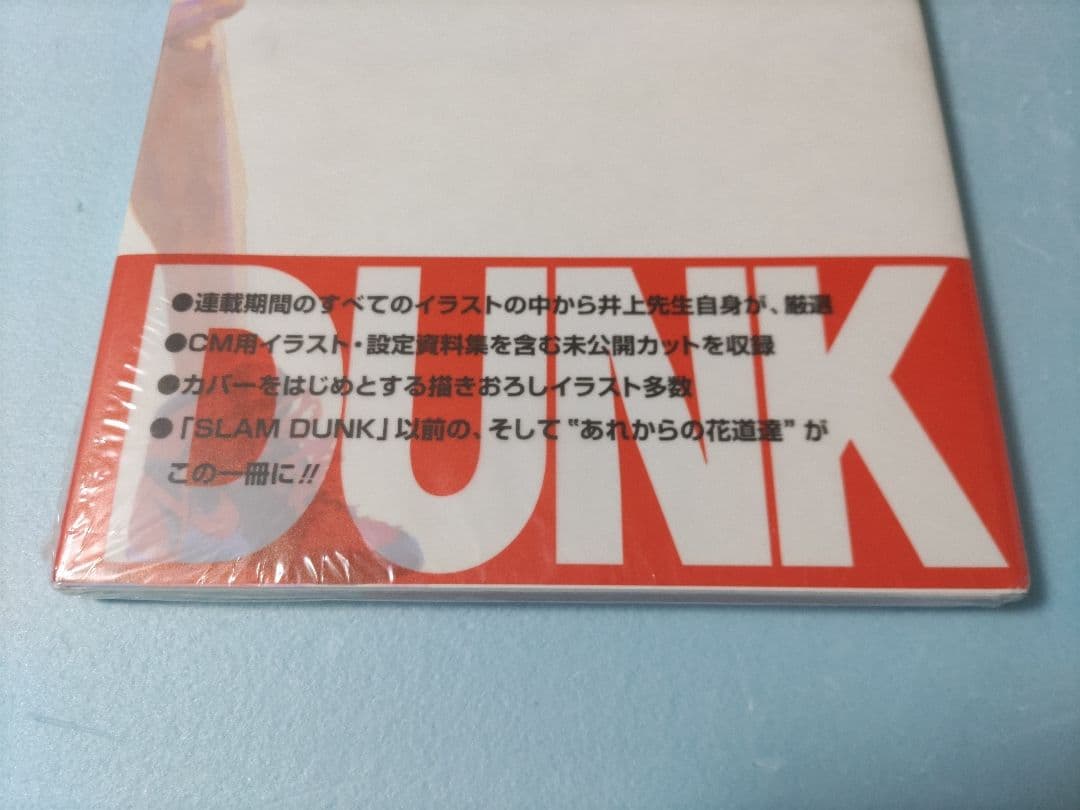 DUNK
●連載期間のすべてのイラストの中から井上先生自身が、厳選
●CM用イラスト・設定資料集を含む未公開カットを収録
●カバーをはじめとする描きおろしイラスト多数
●「SLAM DUNK」以前の、そして“あれからの花道達”が
この一冊に!!